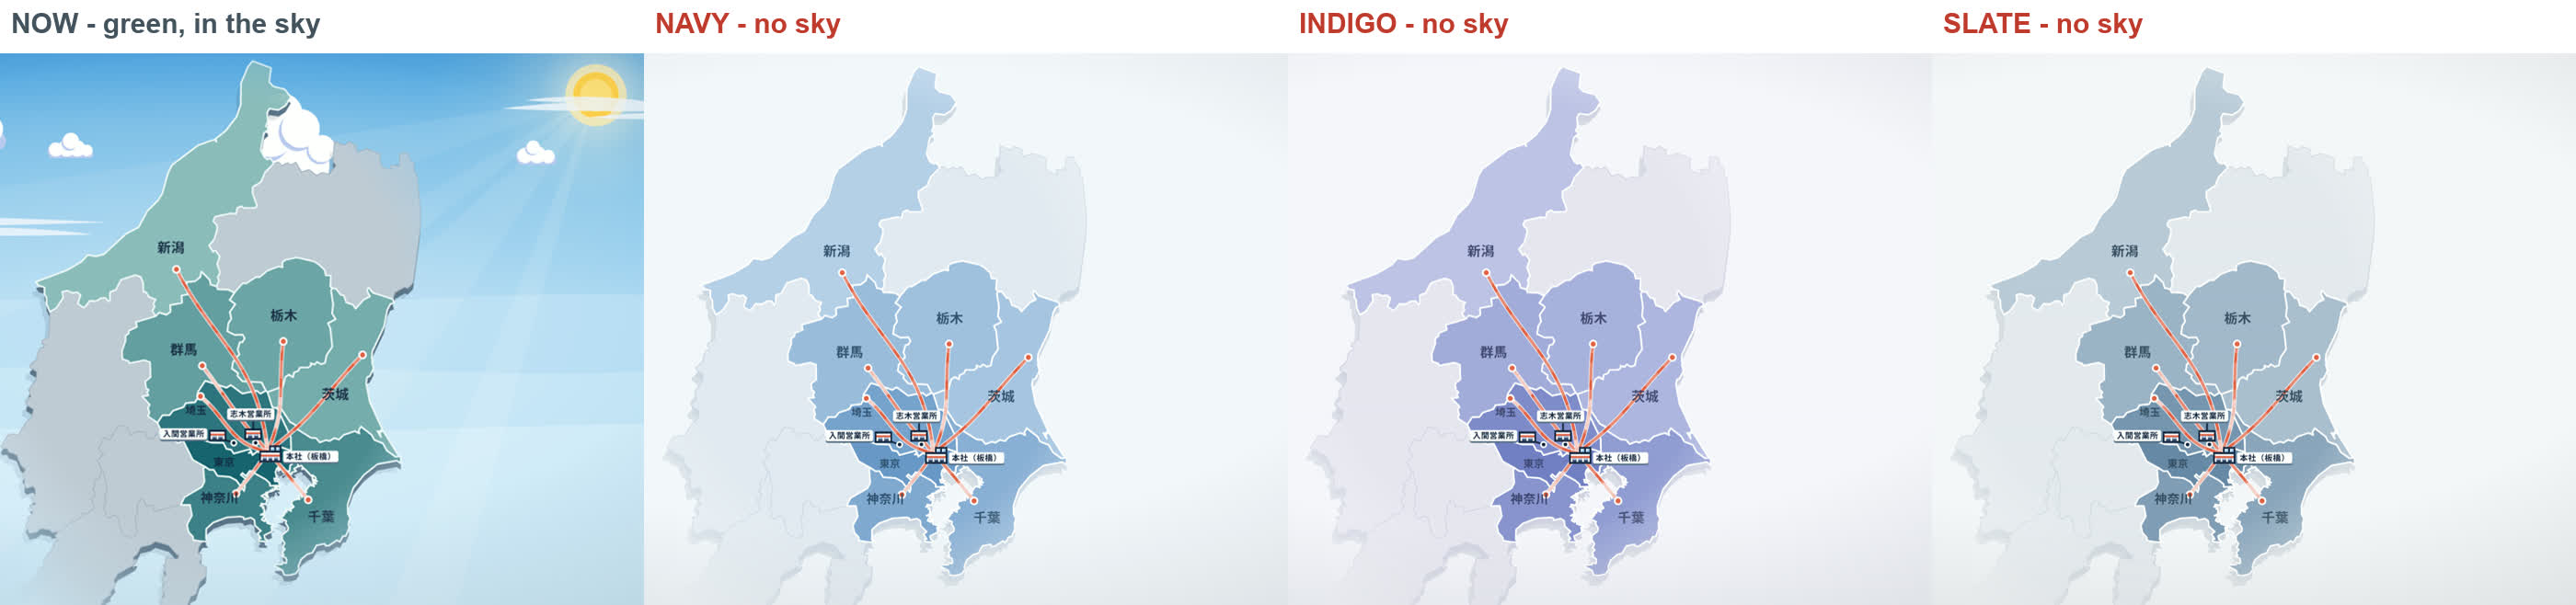 NOW - green, in the sky
新潟
栃木
群馬
茨城
埼玉
志木営業所
入間営業所
本社（板橋）
東京
神奈川
千葉
NAVY - no sky
新潟
栃木
群馬
茨城
埼玉
志木営業所
入間営業所
本社（板橋）
東京
神奈川
千葉
INDIGO - no sky
新潟
栃木
群馬
茨城
埼玉
志木営業所
入間営業所
本社（板橋）
東京
神奈川
千葉
SLATE - no sky
新潟
栃木
群馬
茨城
埼玉
志木営業所
入間営業所
本社（板橋）
東京
神奈川
千葉